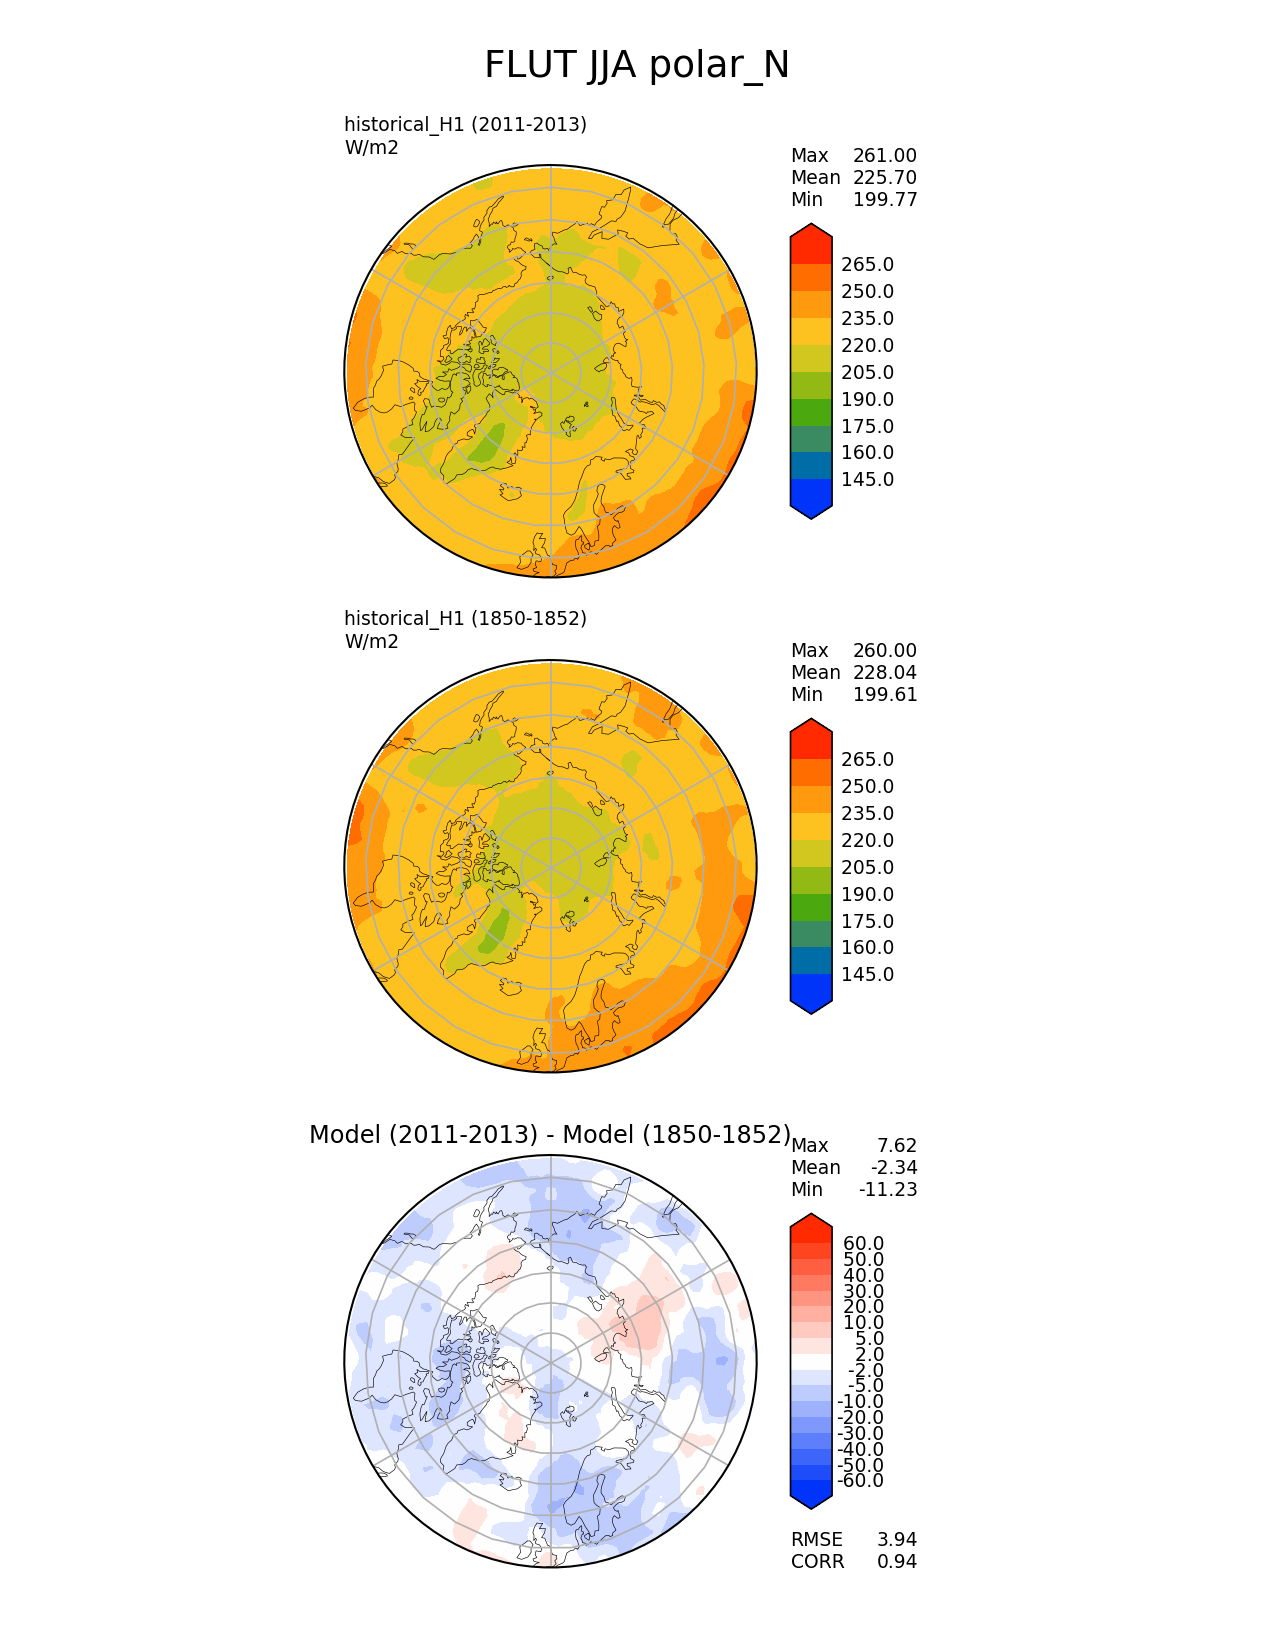 FLUT JJA polar_N
historical_H1 (2011-2013)
W/m2
Max 261.00
Mean 225.70
Min 199.77
265.0
250.0
235.0
220.0
205.0
190.0
175.0
160.0
145.0
historical_H1 (1850-1852)
W/m2
Max 260.00
Mean 228.04
Min 199.61
265.0
250.0
235.0
220.0
205.0
190.0
175.0
160.0
145.0
Model (2011-2013) - Model (1850-1852)
Max 7.62
Mean -2.34
Min -11.23
60.0
50.0
40.0
30.0
20.0
10.0
5.0
2.0
-2.0
-5.0
-10.0
-20.0
-30.0
-40.0
-50.0
-60.0
RMSE 3.94
CORR 0.94